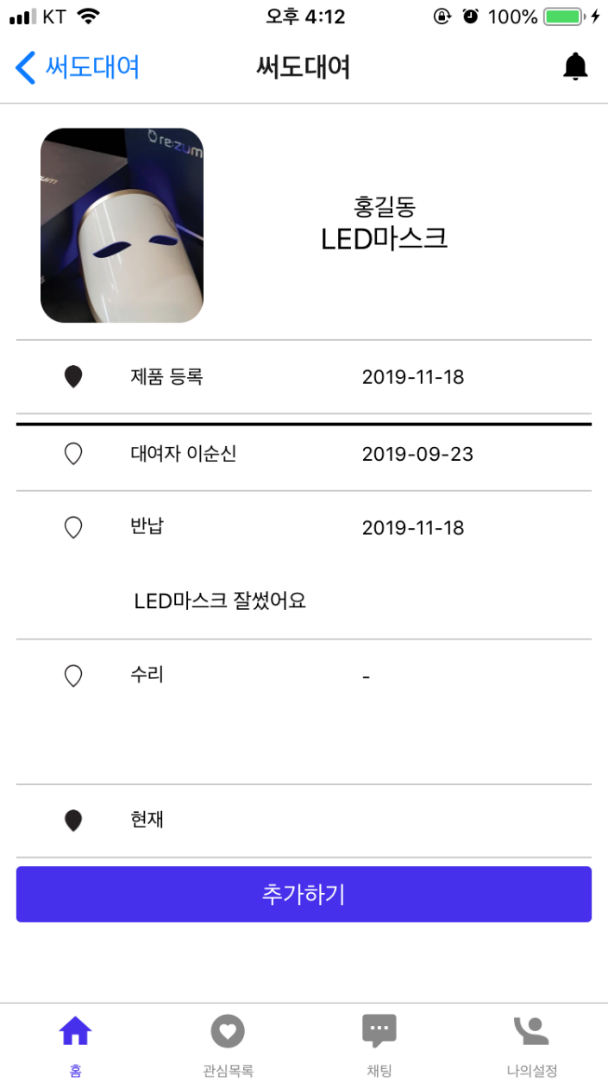 KT 오후 4:12 100%
써도대여 써도대여
re:zum
홍길동
LED마스크
제품 등록 2019-11-18
대여자 이순신 2019-09-23
반납 2019-11-18
LED마스크 잘썼어요
수리 -
현재
추가하기
홈 관심목록 채팅 나의설정